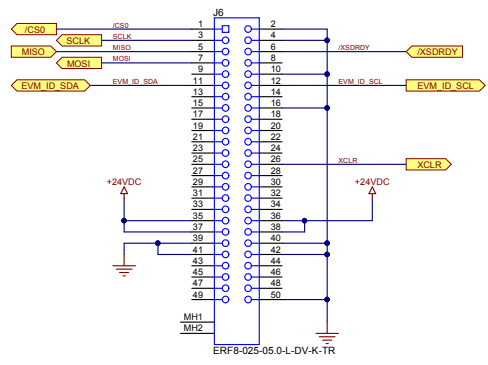 J6
/CS0 /CS0 1 2
SCLK SCLK 3 4
MISO MISO 5 6 /XSDRDY /XSDRDY
MOSI MOSI 7 8
9 10
EVM_ID_SDA EVM_ID_SDA 11 12 EVM_ID_SCL EVM_ID_SCL
13 14
15 16
17 18
19 20
21 22
23 24
25 26 XCLR XCLR
27 28
+24VDC 29 30 +24VDC
31 32
33 34
35 36
37 38
39 40
41 42
43 44
45 46
47 48
49 50
MH1
MH2
ERF8-025-05.0-L-DV-K-TR